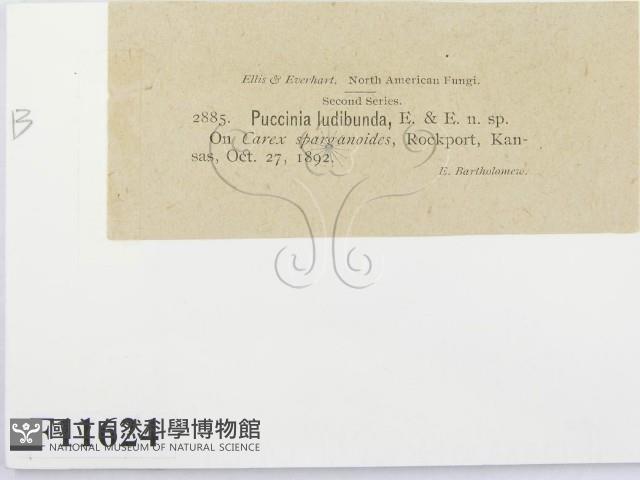 Ellis & Everhart. North American Fungi.
Second Series.
2885. Puccinia ludibunda, E. & E. n. sp.
On Carex sparganoides, Rockport, Kan-
sas, Oct. 27, 1892.
E. Bartholomew.
B
F11624
國立自然科學博物館
NATIONAL MUSEUM OF NATURAL SCIENCE